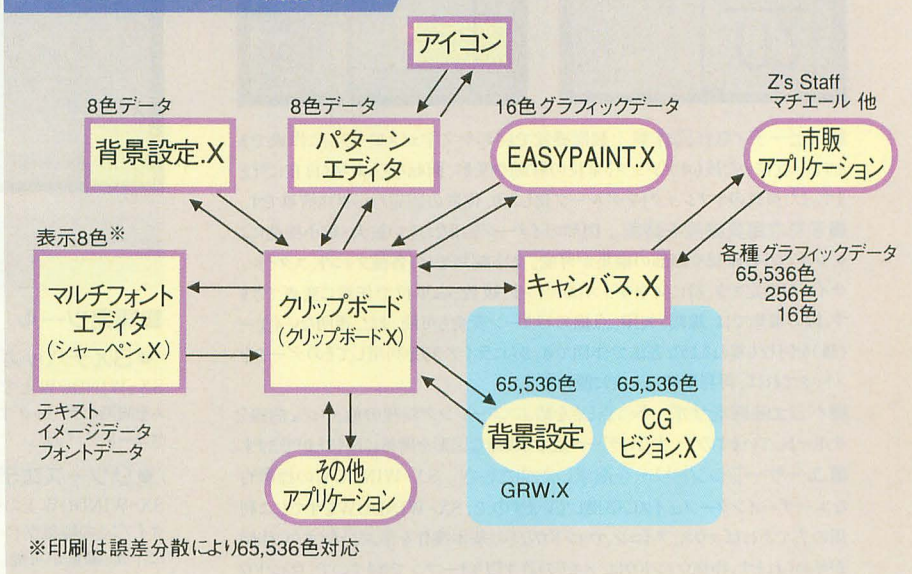 アイコン
8色データ
背景設定.X
8色データ
パターン
エディタ
16色グラフィックデータ
EASYPAINT.X
Z's Staff
マチエール 他
市販
アプリケーション
表示8色※
マルチフォント
エディタ
(シャーペン.X)
テキスト
イメージデータ
フォントデータ
クリップボード
(クリップボード.X)
キャンバス.X
各種グラフィックデータ
65,536色
256色
16色
65,536色
背景設定
GRW.X
65,536色
CG
ビジョン.X
その他
アプリケーション
※印刷は誤差分散により65,536色対応